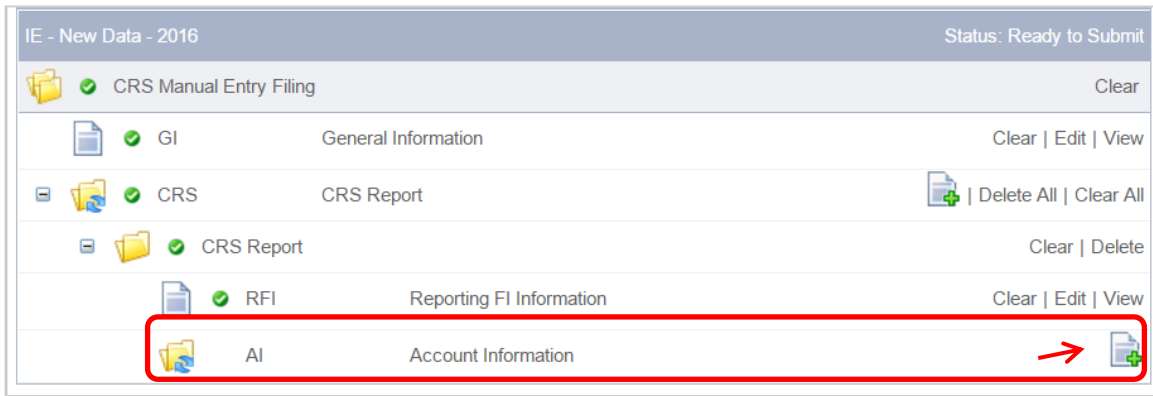 IE - New Data - 2016 Status: Ready to Submit
CRS Manual Entry Filing Clear
GI General Information Clear | Edit | View
CRS CRS Report | Delete All | Clear All
CRS Report Clear | Delete
RFI Reporting FI Information Clear | Edit | View
AI Account Information